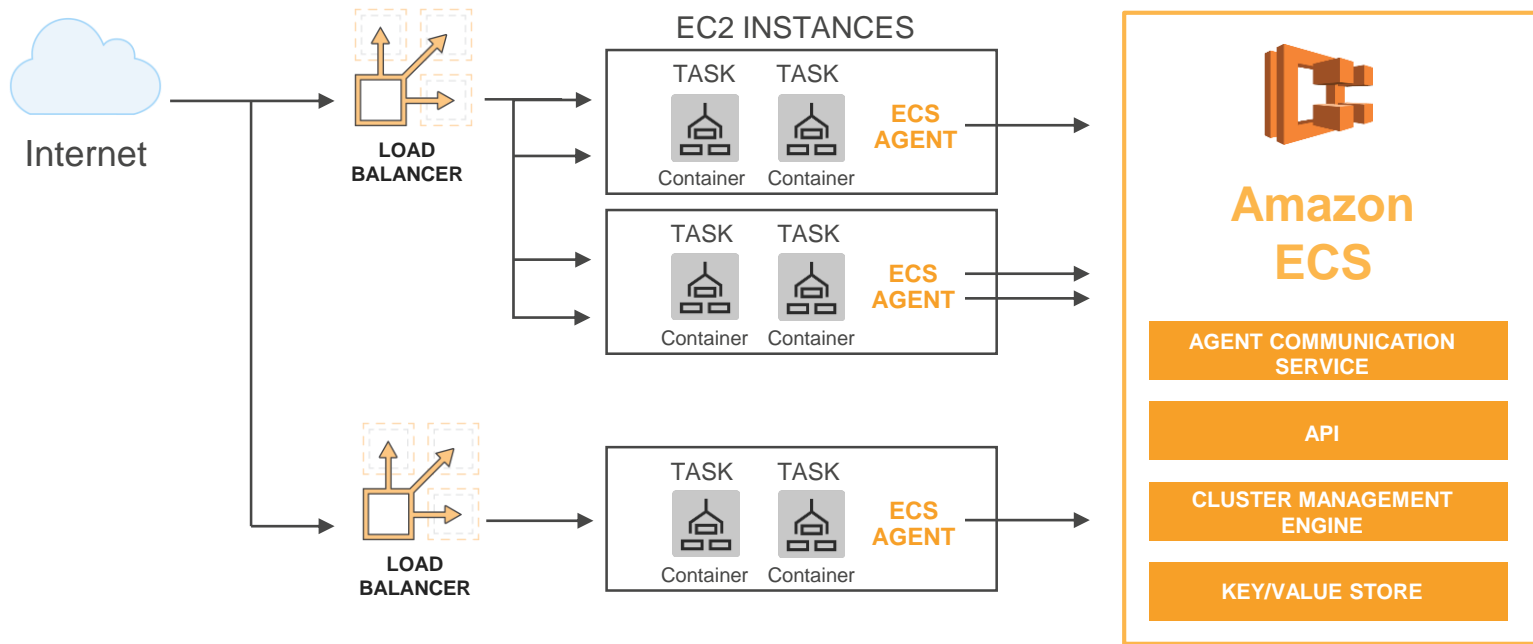 Internet
LOAD
BALANCER
LOAD
BALANCER
EC2 INSTANCES
TASK TASK
ECS
AGENT
Container Container
TASK TASK
ECS
AGENT
Container Container
TASK TASK
ECS
AGENT
Container Container
Amazon
ECS
AGENT COMMUNICATION
SERVICE
API
CLUSTER MANAGEMENT
ENGINE
KEY/VALUE STORE